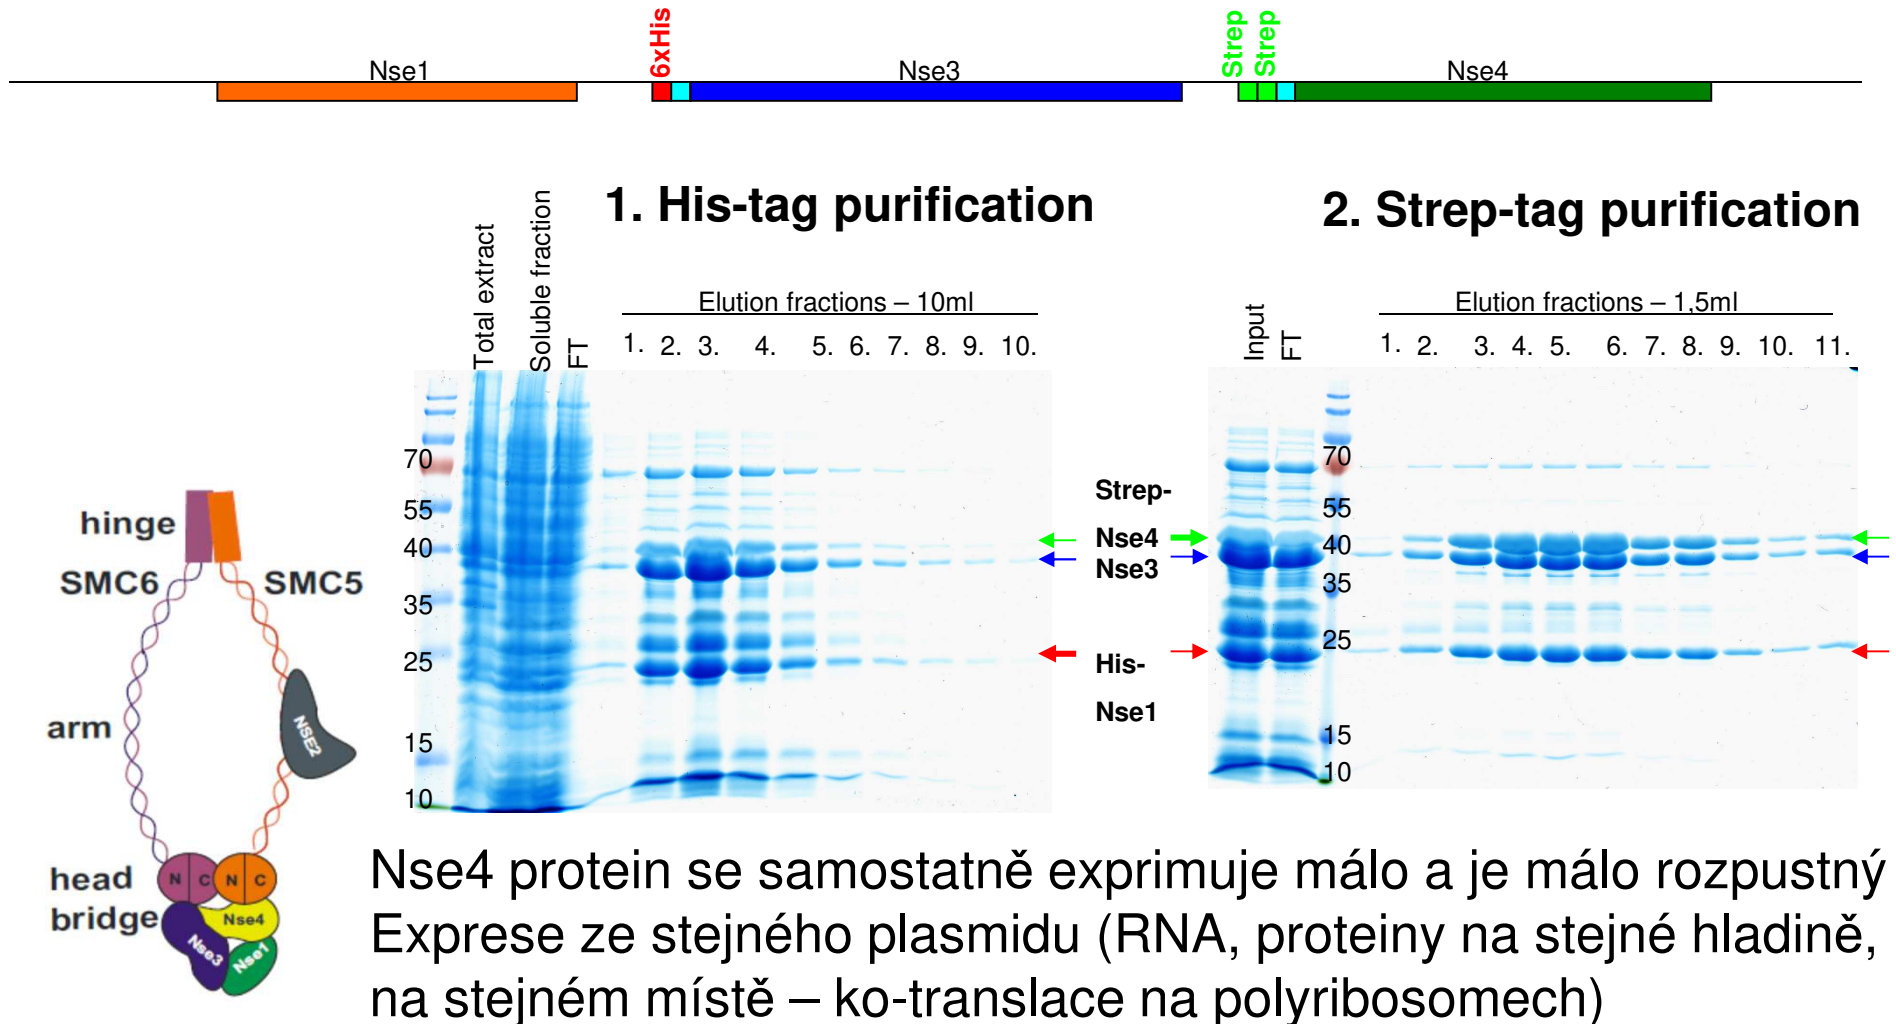 6xHis
Strep
Strep
Nse1
Nse3
Nse4
1. His-tag purification
2. Strep-tag purification
Total extract
Soluble fraction
FT
Elution fractions – 10ml
1. 2. 3. 4. 5. 6. 7. 8. 9. 10.
Input
FT
Elution fractions – 1,5ml
1. 2. 3. 4. 5. 6. 7. 8. 9. 10. 11.
70
55
40
35
25
15
10
Strep-
Nse4
Nse3
His-
Nse1
70
55
40
35
25
15
10
hinge
SMC6
SMC5
arm
NSE2
head
N C N C
bridge
Nse4
Nse3
Nse1
Nse4 protein se samostatně exprimuje málo a je málo rozpustný
Exprese ze stejného plasmidu (RNA, proteiny na stejné hladině,
na stejném místě – ko-translace na polyribosomech)